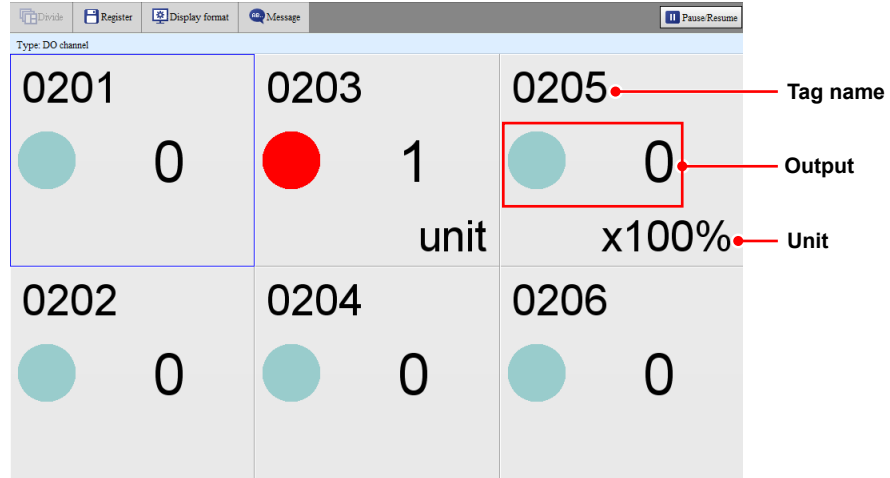 Divide Register Display format Message Pause/Resume
Type: DO channel
0201 0203 0205 Tag name
0 1 0 Output
unit x100% Unit
0202 0204 0206
0 0 0